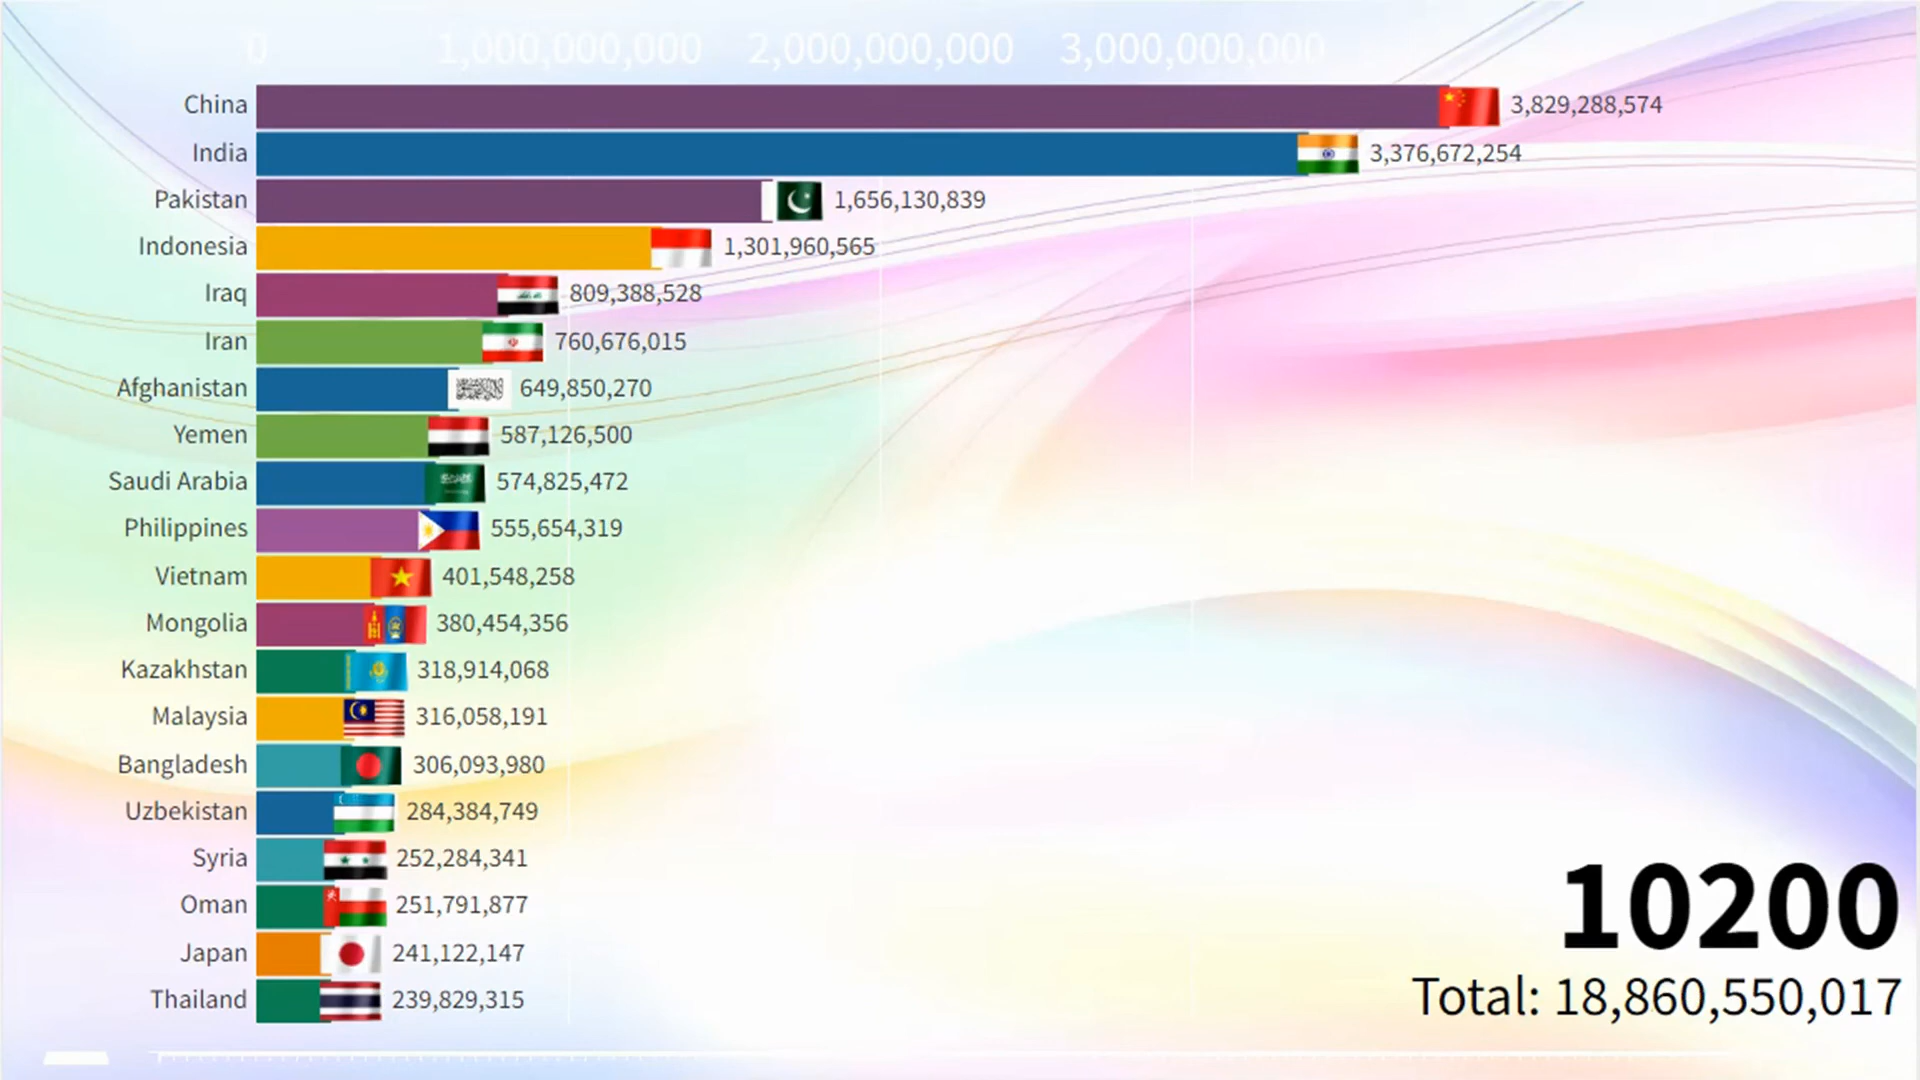 0 1,000,000,000 2,000,000,000 3,000,000,000
China 3,829,288,574
India 3,376,672,254
Pakistan 1,656,130,839
Indonesia 1,301,960,565
Iraq 809,388,528
Iran 760,676,015
Afghanistan 649,850,270
Yemen 587,126,500
Saudi Arabia 574,825,472
Philippines 555,654,319
Vietnam 401,548,258
Mongolia 380,454,356
Kazakhstan 318,914,068
Malaysia 316,058,191
Bangladesh 306,093,980
Uzbekistan 284,384,749
Syria 252,284,341
Oman 251,791,877
Japan 241,122,147
Thailand 239,829,315
10200
Total: 18,860,550,017